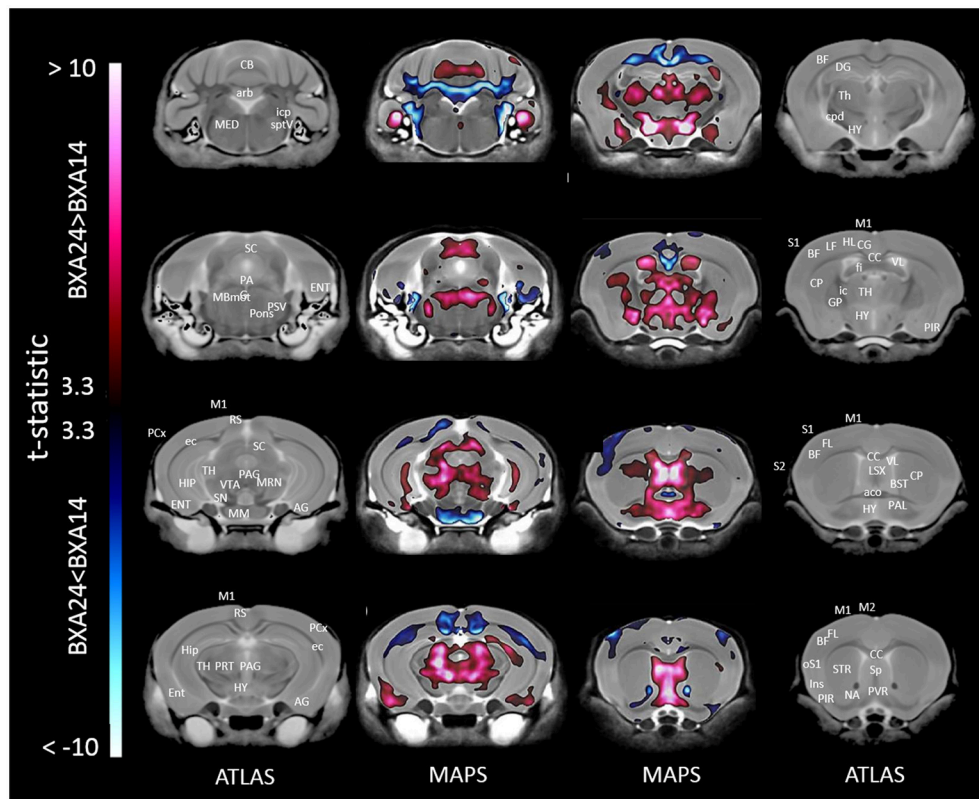 > 10
BXA24>BXA14
t-statistic
3.3
3.3
BXA24<BXA14
< -10
CB
arb
MED
icp
sptV
BF
DG
Th
cpd
HY
SC
PA
G
MBmot
PSV
Pons
ENT
M1
S1
LF
HL
CG
BF
CC
VL
fi
CP
ic
TH
GP
HY
PIR
M1
PCx
RS
ec
SC
TH
PAG
HIP
VTA
MRN
SN
ENT
AG
MM
M1
S1
FL
BF
S2
CC
VL
LSX
CP
BST
aco
HY
PAL
M1
RS
PCx
Hip
ec
TH
PRT
PAG
HY
Ent
AG
M1
M2
FL
BF
CC
oS1
STR
Sp
Ins
NA
PVR
PIR
ATLAS
MAPS
MAPS
ATLAS